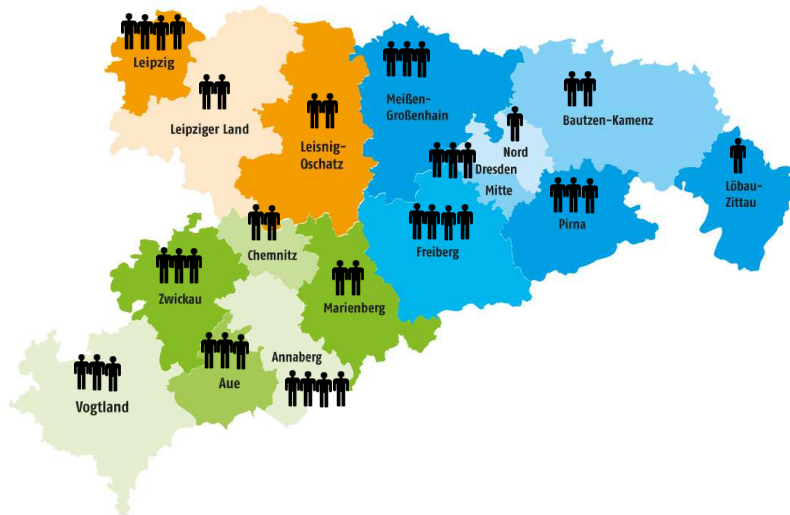 Leipzig
Leipziger Land
Leisnig-
Oschatz
Meißen-
Großenhain
Nord
Dresden
Mitte
Bautzen-Kamenz
Löbau-
Zittau
Pirna
Freiberg
Chemnitz
Zwickau
Marienberg
Annaberg
Aue
Vogtland